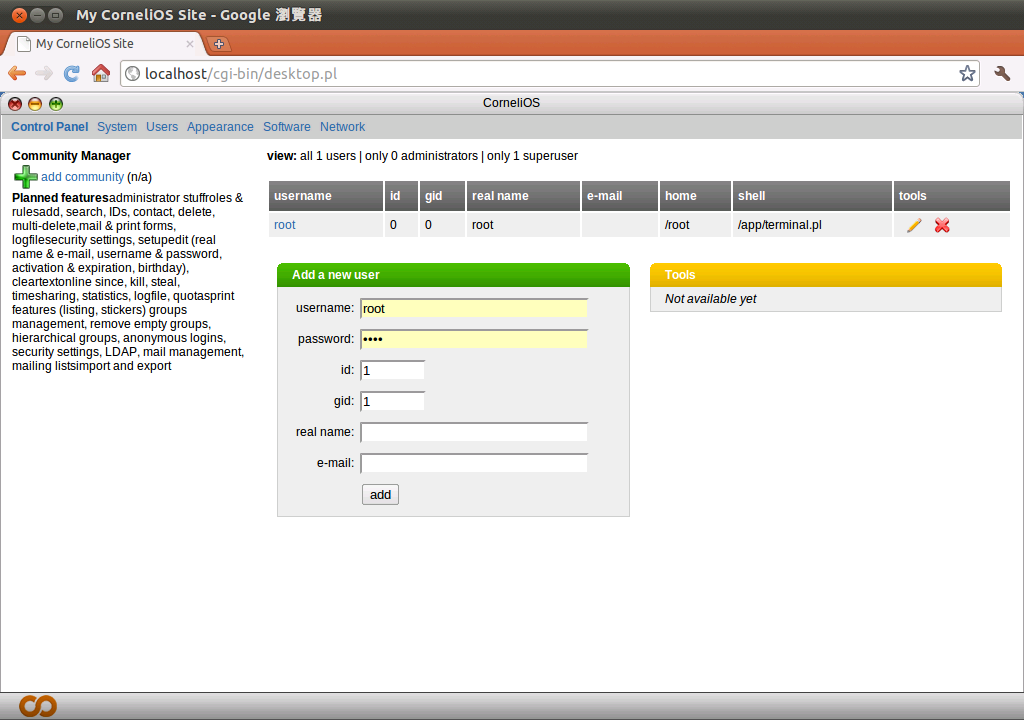 My CorneliOS Site - Google 瀏覽器
My CorneliOS Site
localhost/cgi-bin/desktop.pl
CorneliOS
Control Panel System Users Appearance Software Network
Community Manager
add community (n/a)
Planned featuresadministrator stuffroles &
rulesadd, search, IDs, contact, delete,
multi-delete,mail & print forms,
logfilesecurity settings, setupedit (real
name & e-mail, username & password,
activation & expiration, birthday),
cleartextonline since, kill, steal,
timesharing, statistics, logfile, quotasprint
features (listing, stickers) groups
management, remove empty groups,
hierarchical groups, anonymous logins,
security settings, LDAP, mail management,
mailing listsimport and export
view: all 1 users | only 0 administrators | only 1 superuser
username id gid real name e-mail home shell tools
root 0 0 root /root /app/terminal.pl
Add a new user
username: root
password: ••••
id: 1
gid: 1
real name:
e-mail:
add
Tools
Not available yet